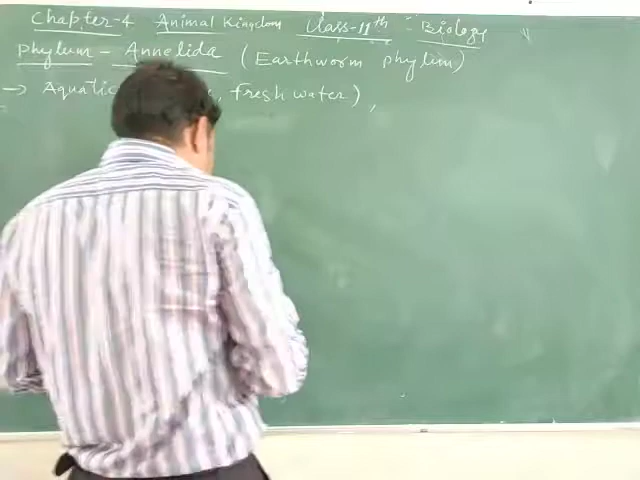 Chapter-4 Animal Kingdom Class-11th - Biology
Phylum - Annelida (Earthworm phylum)
→ Aquatic , fresh water),